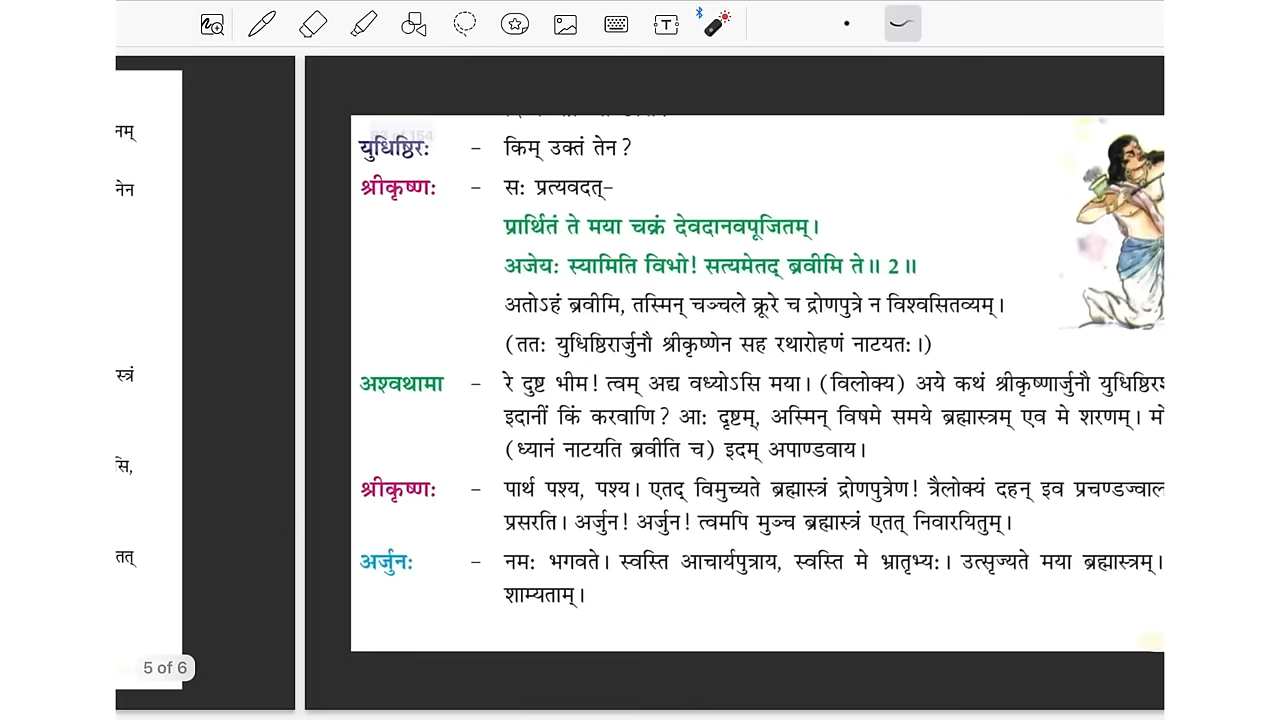 नम्
नेन
स्त्रं
सि,
तत्
5 of 6
युधिष्ठिरः – किम् उक्तं तेन?
श्रीकृष्णः – सः प्रत्यवदत्–
प्रार्थितं ते मया चक्रं देवदानवपूजितम्।
अजेयः स्यामिति विभो! सत्यमेतद् ब्रवीमि ते॥ 2॥
अतोऽहं ब्रवीमि, तस्मिन् चञ्चले क्रूरे च द्रोणपुत्रे न विश्वसितव्यम्।
(ततः युधिष्ठिरार्जुनौ श्रीकृष्णेन सह रथारोहणं नाटयतः।)
अश्वथामा – रे दुष्ट भीम! त्वम् अद्य वध्योऽसि मया। (विलोक्य) अये कथं श्रीकृष्णार्जुनौ युधिष्ठिरश
इदानीं किं करवाणि? आः दृष्टम्, अस्मिन् विषमे समये ब्रह्मास्त्रम् एव मे शरणम्।
(ध्यानं नाटयति ब्रवीति च) इदम् अपाण्डवाय।
श्रीकृष्णः – पार्थ पश्य, पश्य। एतद् विमुच्यते ब्रह्मास्त्रं द्रोणपुत्रेण! त्रैलोक्यं दहन् इव प्रचण्डज्वाल
प्रसरति। अर्जुन! अर्जुन! त्वमपि मुञ्च ब्रह्मास्त्रं एतत् निवारयितुम्।
अर्जुनः – नमः भगवते। स्वस्ति आचार्यपुत्राय, स्वस्ति मे भ्रातृभ्यः। उत्सृज्यते मया ब्रह्मास्त्रम्।
शाम्यताम्।